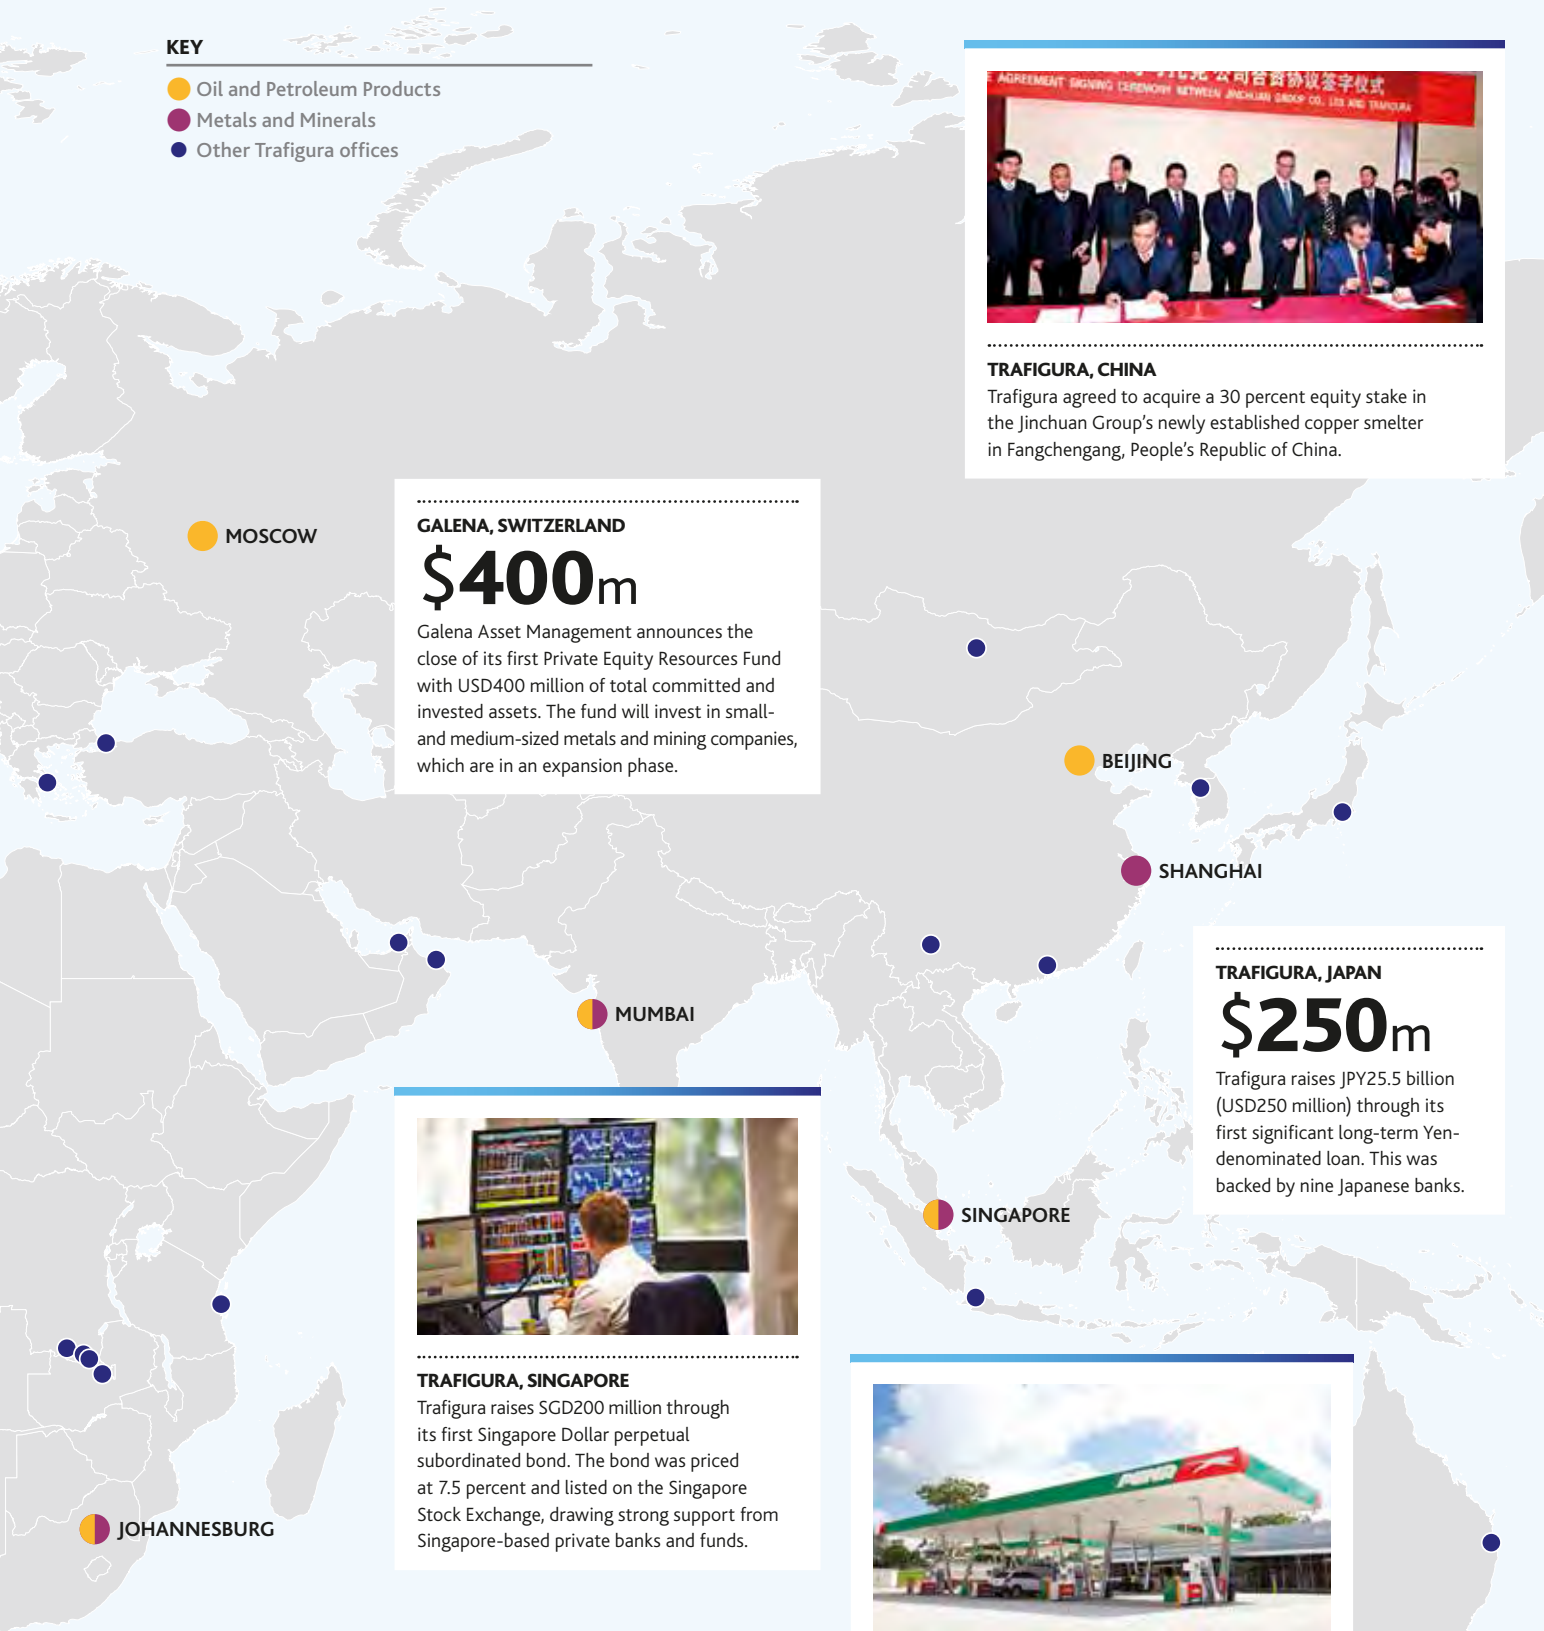 KEY
Oil and Petroleum Products
Metals and Minerals
Other Trafigura offices
AGREEMENT SIGNING CEREMONY BETWEEN JINCHUAN GROUP CO., LTD AND TRAFIGURA
TRAFIGURA, CHINA
Trafigura agreed to acquire a 30 percent equity stake in
the Jinchuan Group’s newly established copper smelter
in Fangchengang, People’s Republic of China.
MOSCOW
GALENA, SWITZERLAND
$400m
Galena Asset Management announces the
close of its first Private Equity Resources Fund
with USD400 million of total committed and
invested assets. The fund will invest in small-
and medium-sized metals and mining companies,
which are in an expansion phase.
BEIJING
SHANGHAI
MUMBAI
TRAFIGURA, JAPAN
$250m
Trafigura raises JPY25.5 billion
(USD250 million) through its
first significant long-term Yen-
denominated loan. This was
backed by nine Japanese banks.
SINGAPORE
TRAFIGURA, SINGAPORE
Trafigura raises SGD200 million through
its first Singapore Dollar perpetual
subordinated bond. The bond was priced
at 7.5 percent and listed on the Singapore
Stock Exchange, drawing strong support from
Singapore-based private banks and funds.
JOHANNESBURG
PUMA